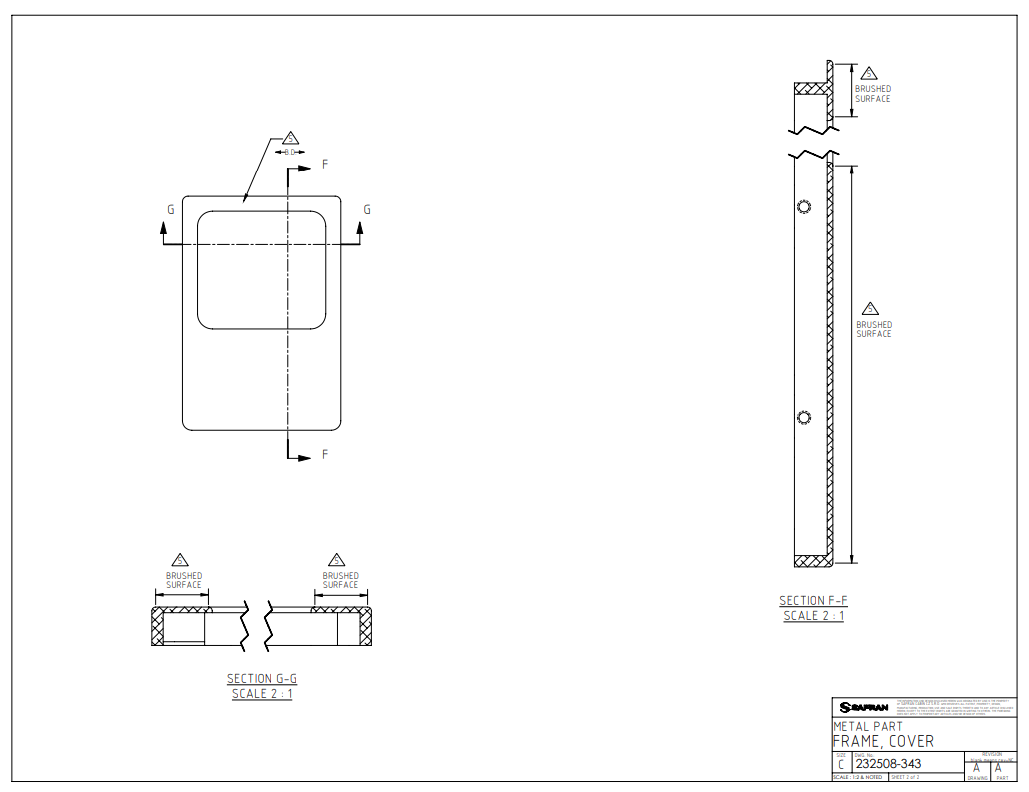 5
B.D
F
G
G
F
5
BRUSHED
SURFACE
5
BRUSHED
SURFACE
SECTION F-F
SCALE 2 : 1
5
BRUSHED
SURFACE
5
BRUSHED
SURFACE
SECTION G-G
SCALE 2 : 1
SAFRAN
METAL PART
FRAME, COVER
SIZE
C
DWG No.
232508-343
REVISION
A
A
DRAWING
PART
SCALE : 1:2 & NOTED
SHEET 2 of 2